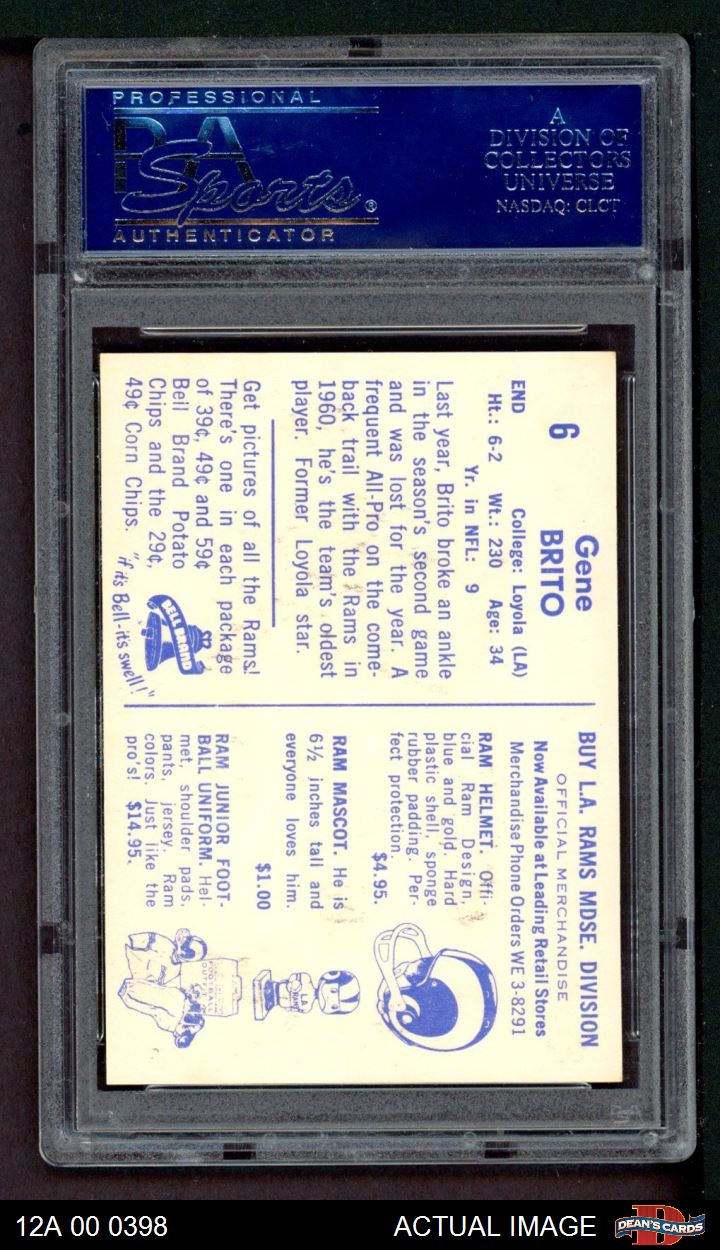 PROFESSIONAL
PSA
Sports®
AUTHENTICATOR
A
DIVISION OF
COLLECTORS
UNIVERSE
NASDAQ: CLCT
6
Gene
BRITO
END
College: Loyola (LA)
Ht.: 6-2 Wt.: 230 Age: 34
Yr. in NFL: 9
Last year, Brito broke an ankle
in the season's second game
and was lost for the year. A
frequent All-Pro on the come-
back trail with the Rams in
1960, he's the team's oldest
player. Former Loyola star.
Get pictures of all the Rams!
There's one in each package
of 39¢, 49¢ and 59¢
Bell Brand Potato
Chips and the 29¢,
49¢ Corn Chips.
BELL BRAND
"if it's Bell-it's swell!"
BUY L.A. RAMS MDSE. DIVISION
OFFICIAL MERCHANDISE
Now Available at Leading Retail Stores
Merchandise Phone Orders WE 3-8291
RAM HELMET. Offi-
cial Ram Design,
blue and gold. Hard
plastic shell, sponge
rubber padding. Per-
fect protection.
$4.95.
RAM MASCOT. He is
6½ inches tall and
everyone loves him.
$1.00
LA
RAM JUNIOR FOOT-
BALL UNIFORM. Hel-
met, shoulder pads,
pants, jersey. Ram
colors. Just like the
pro's! $14.95.
PSA
12A 00 0398
ACTUAL IMAGE
D
DEAN'S CARDS